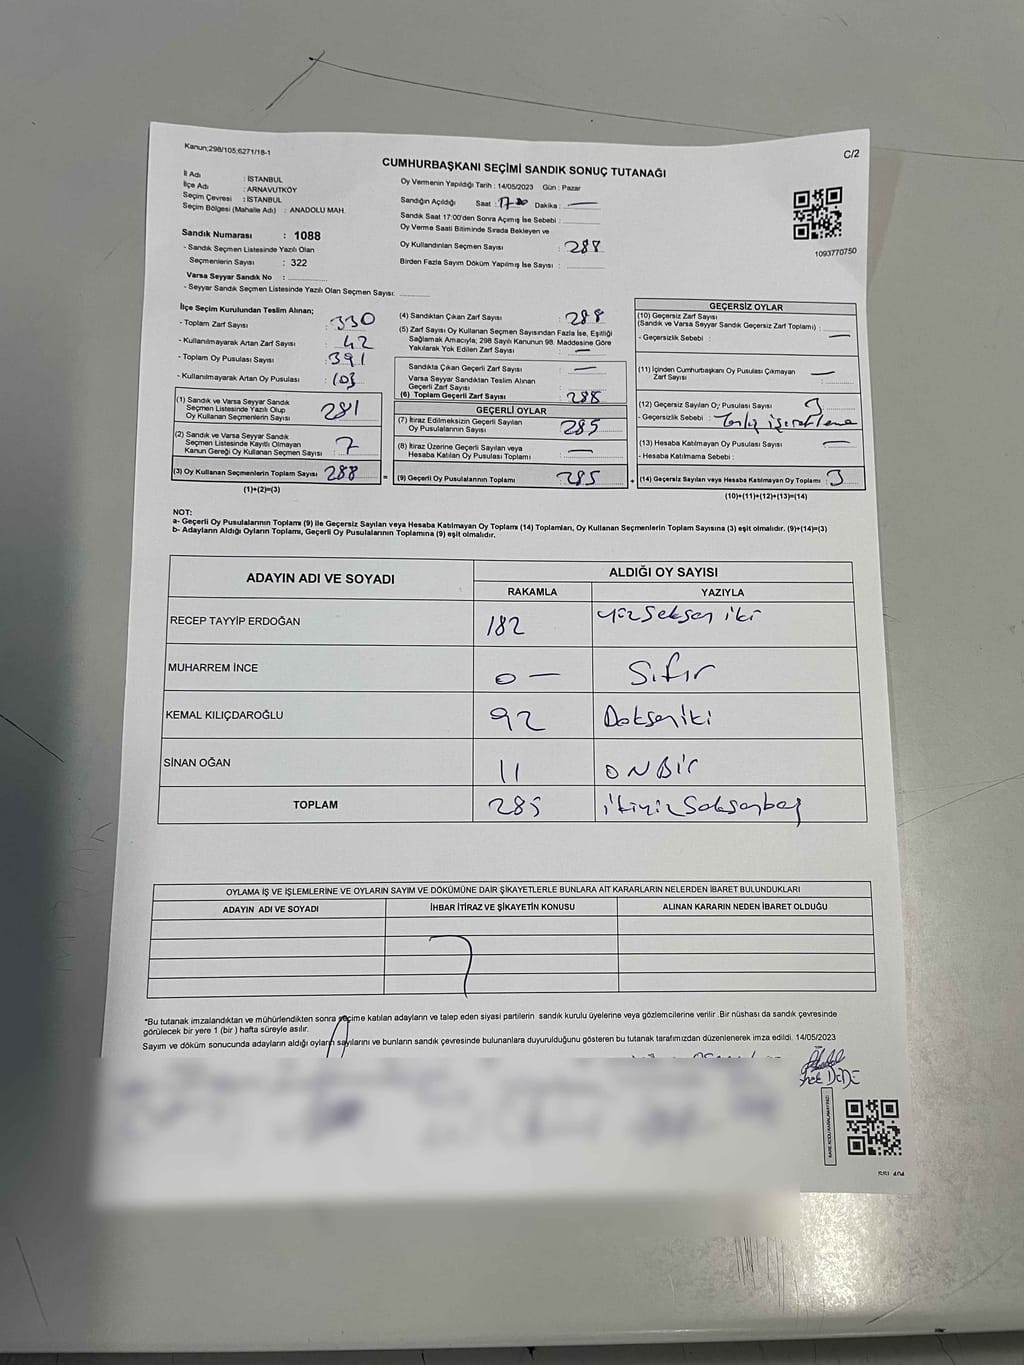 Kanun;298/105;6271/18-1
C/2
CUMHURBAŞKANI SEÇİMİ SANDIK SONUÇ TUTANAĞI
İl Adı : İSTANBUL
İlçe Adı : ARNAVUTKÖY
Seçim Çevresi : İSTANBUL
Seçim Bölgesi (Mahalle Adı) : ANADOLU MAH.
Sandık Numarası : 1088
- Sandık Seçmen Listesinde Yazılı Olan
Seçmenlerin Sayısı : 322
Varsa Seyyar Sandık No :
- Seyyar Sandık Seçmen Listesinde Yazılı Olan Seçmen Sayısı:
Oy Vermenin Yapıldığı Tarih : 14/05/2023 Gün : Pazar
Sandığın Açıldığı Saat : Dakika : —
Sandık Saat 17:00'den Sonra Açımış İse Sebebi :
Oy Verme Saati Bitiminde Sırada Bekleyen ve
Oy Kullandırılan Seçmen Sayısı : 288
Birden Fazla Sayım Döküm Yapılmış İse Sayısı :
1093770750
İlçe Seçim Kurulundan Teslim Alınan;
- Toplam Zarf Sayısı : 330
- Kullanılmayarak Artan Zarf Sayısı : 42
- Toplam Oy Pusulası Sayısı : 391
- Kullanılmayarak Artan Oy Pusulası : 103
(1) Sandık ve Varsa Seyyar Sandık
Seçmen Listesinde Yazılı Olup
Oy Kullanan Seçmenlerin Sayısı : 281
(2) Sandık ve Varsa Seyyar Sandık
Seçmen Listesinde Kayıtlı Olmayan
Kanun Gereği Oy Kullanan Seçmen Sayısı : 7
(3) Oy Kullanan Seçmenlerin Toplam Sayısı : 288
(1)+(2)=(3)
=
(4) Sandıktan Çıkan Zarf Sayısı : 288
(5) Zarf Sayısı Oy Kullanan Seçmen Sayısından Fazla İse, Eşitliği
Sağlamak Amacıyla; 298 Sayılı Kanunun 98. Maddesine Göre
Yakılarak Yok Edilen Zarf Sayısı : —
Sandıkta Çıkan Geçerli Zarf Sayısı : —
Varsa Seyyar Sandıktan Teslim Alınan
Geçerli Zarf Sayısı :
(6) Toplam Geçerli Zarf Sayısı : 288
GEÇERLİ OYLAR
(7) İtiraz Edilmeksizin Geçerli Sayılan
Oy Pusulalarının Sayısı : 285
(8) İtiraz Üzerine Geçerli Sayılan veya
Hesaba Katılan Oy Pusulası Toplamı : —
(9) Geçerli Oy Pusulalarının Toplamı : 285
+
GEÇERSİZ OYLAR
(10) Geçersiz Zarf Sayısı
(Sandık ve Varsa Seyyar Sandık Geçersiz Zarf Toplamı) :
- Geçersizlik Sebebi : —
(11) İçinden Cumhurbaşkanı Oy Pusulası Çıkmayan
Zarf Sayısı : —
(12) Geçersiz Sayılan Oy Pusulası Sayısı : 3
- Geçersizlik Sebebi : işaretleme
(13) Hesaba Katılmayan Oy Pusulası Sayısı : —
- Hesaba Katılmama Sebebi :
(14) Geçersiz Sayılan veya Hesaba Katılmayan Oy Toplamı : 3
(10)+(11)+(12)+(13)=(14)
NOT:
a- Geçerli Oy Pusulalarının Toplamı (9) ile Geçersiz Sayılan veya Hesaba Katılmayan Oy Toplamı (14) Toplamları, Oy Kullanan Seçmenlerin Toplam Sayısına (3) eşit olmalıdır. (9)+(14)=(3)
b- Adayların Aldığı Oyların Toplamı, Geçerli Oy Pusulalarının Toplamına (9) eşit olmalıdır.
ADAYIN ADI VE SOYADI ALDIĞI OY SAYISI
RAKAMLA YAZIYLA
RECEP TAYYİP ERDOĞAN 182 yüzseksen iki
MUHARREM İNCE 0 — Sıfır
KEMAL KILIÇDAROĞLU 92 Doksaniki
SİNAN OĞAN 11 ONBİR
TOPLAM 285 ikiyüzseksenbeş
OYLAMA İŞ VE İŞLEMLERİNE VE OYLARIN SAYIM VE DÖKÜMÜNE DAİR ŞİKAYETLERLE BUNLARA AİT KARARLARIN NELERDEN İBARET BULUNDUKLARI
ADAYIN ADI VE SOYADI İHBAR İTİRAZ VE ŞİKAYETİN KONUSU ALINAN KARARIN NEDEN İBARET OLDUĞU
*Bu tutanak imzalandıktan ve mühürlendikten sonra seçime katılan adayların ve talep eden siyasi partilerin sandık kurulu üyelerine veya gözlemcilerine verilir .Bir nüshası da sandık çevresinde
görülecek bir yere 1 (bir ) hafta süreyle asılır.
Sayım ve döküm sonucunda adayların aldığı oyların sayılarını ve bunların sandık çevresinde bulunanlara duyurulduğunu gösteren bu tutanak tarafımızdan düzenlenerek imza edildi. 14/05/2023